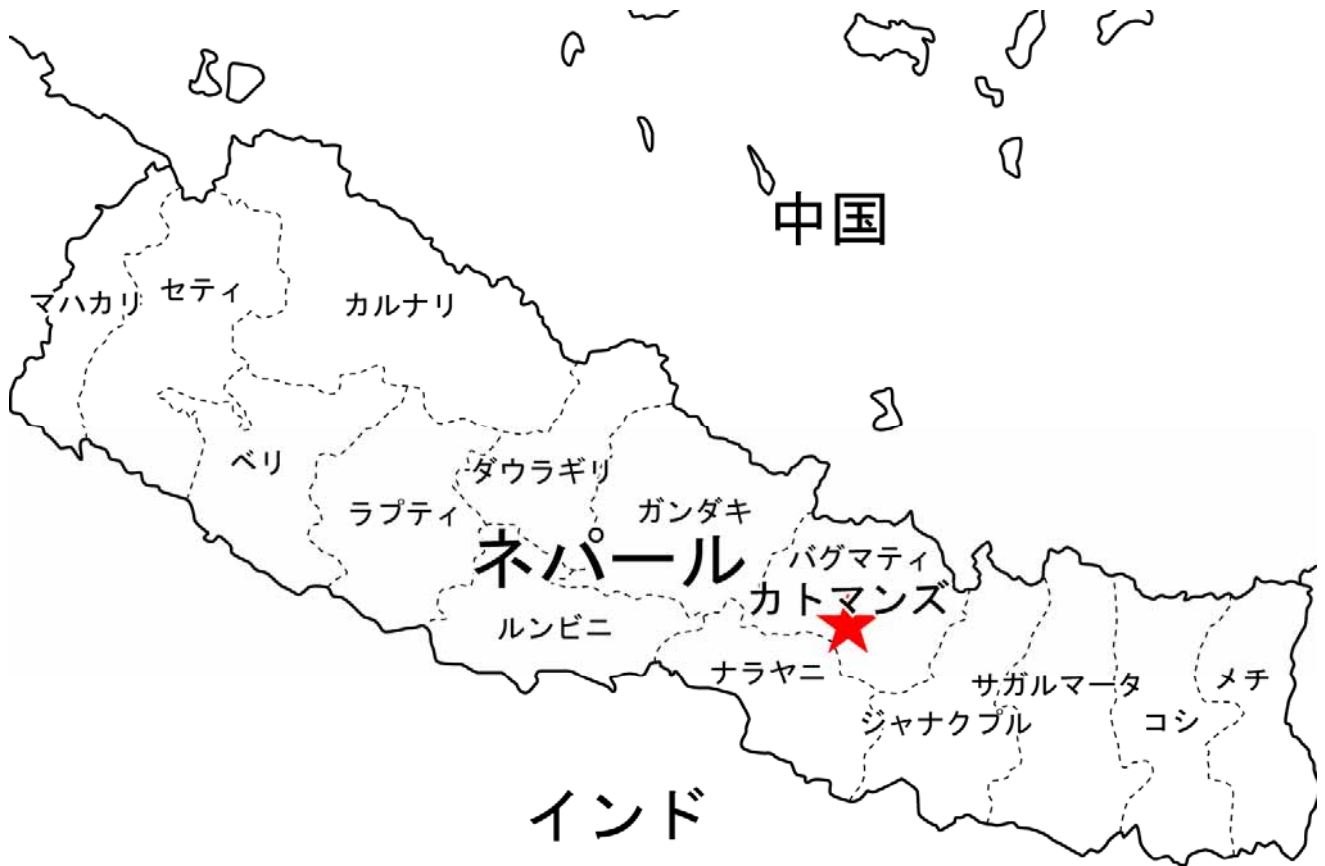 中国
マハカリ
セティ
カルナリ
ベリ
ダウラギリ
ラプティ
ガンダキ
ネパール
バグマティ
カトマンズ
ルンビニ
ナラヤニ
サガルマータ
メチ
ジャナクプル
コシ
インド